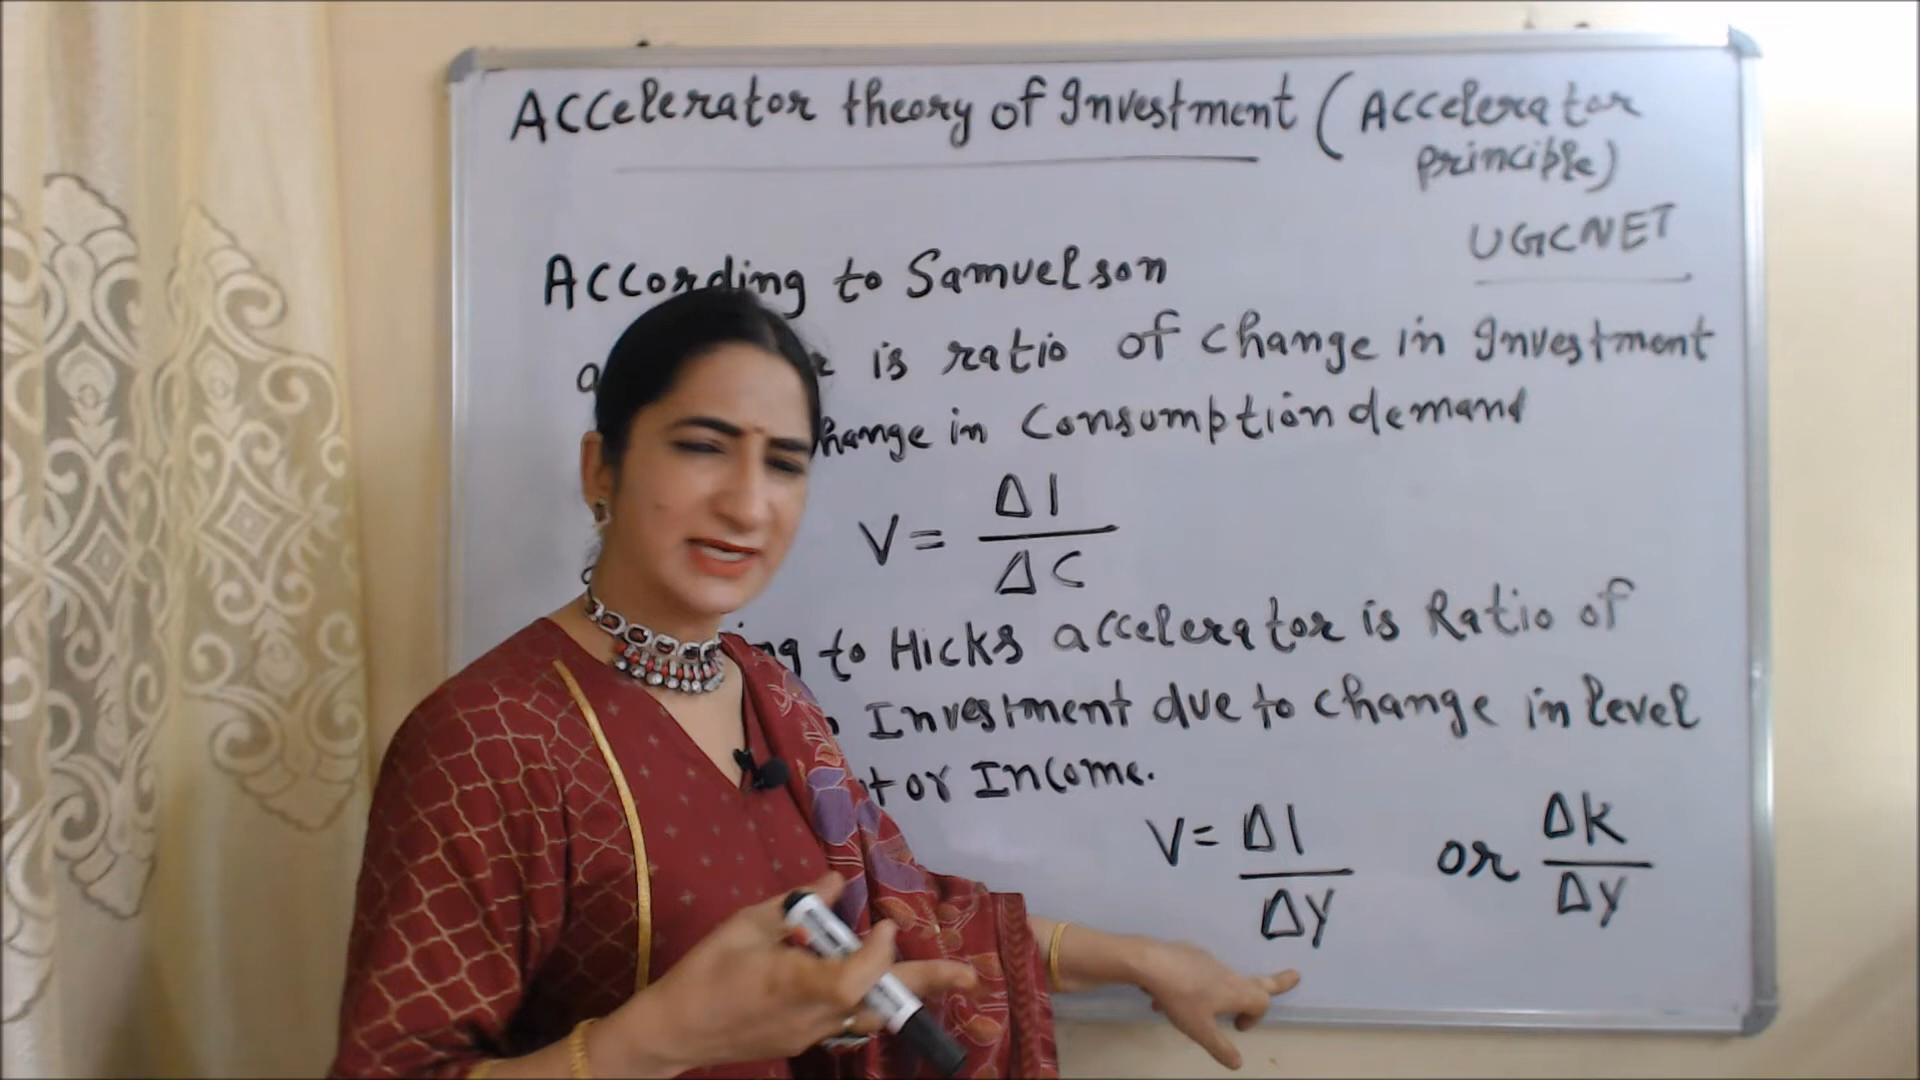 Accelerator theory of Investment (Accelerator
principle)
UGCNET
According to Samuelson
is ratio of change in Investment
change in Consumption demand
V = ΔI / ΔC
to Hicks accelerator is Ratio of
Investment due to change in level
or Income.
V = ΔI / ΔY or ΔK / ΔY